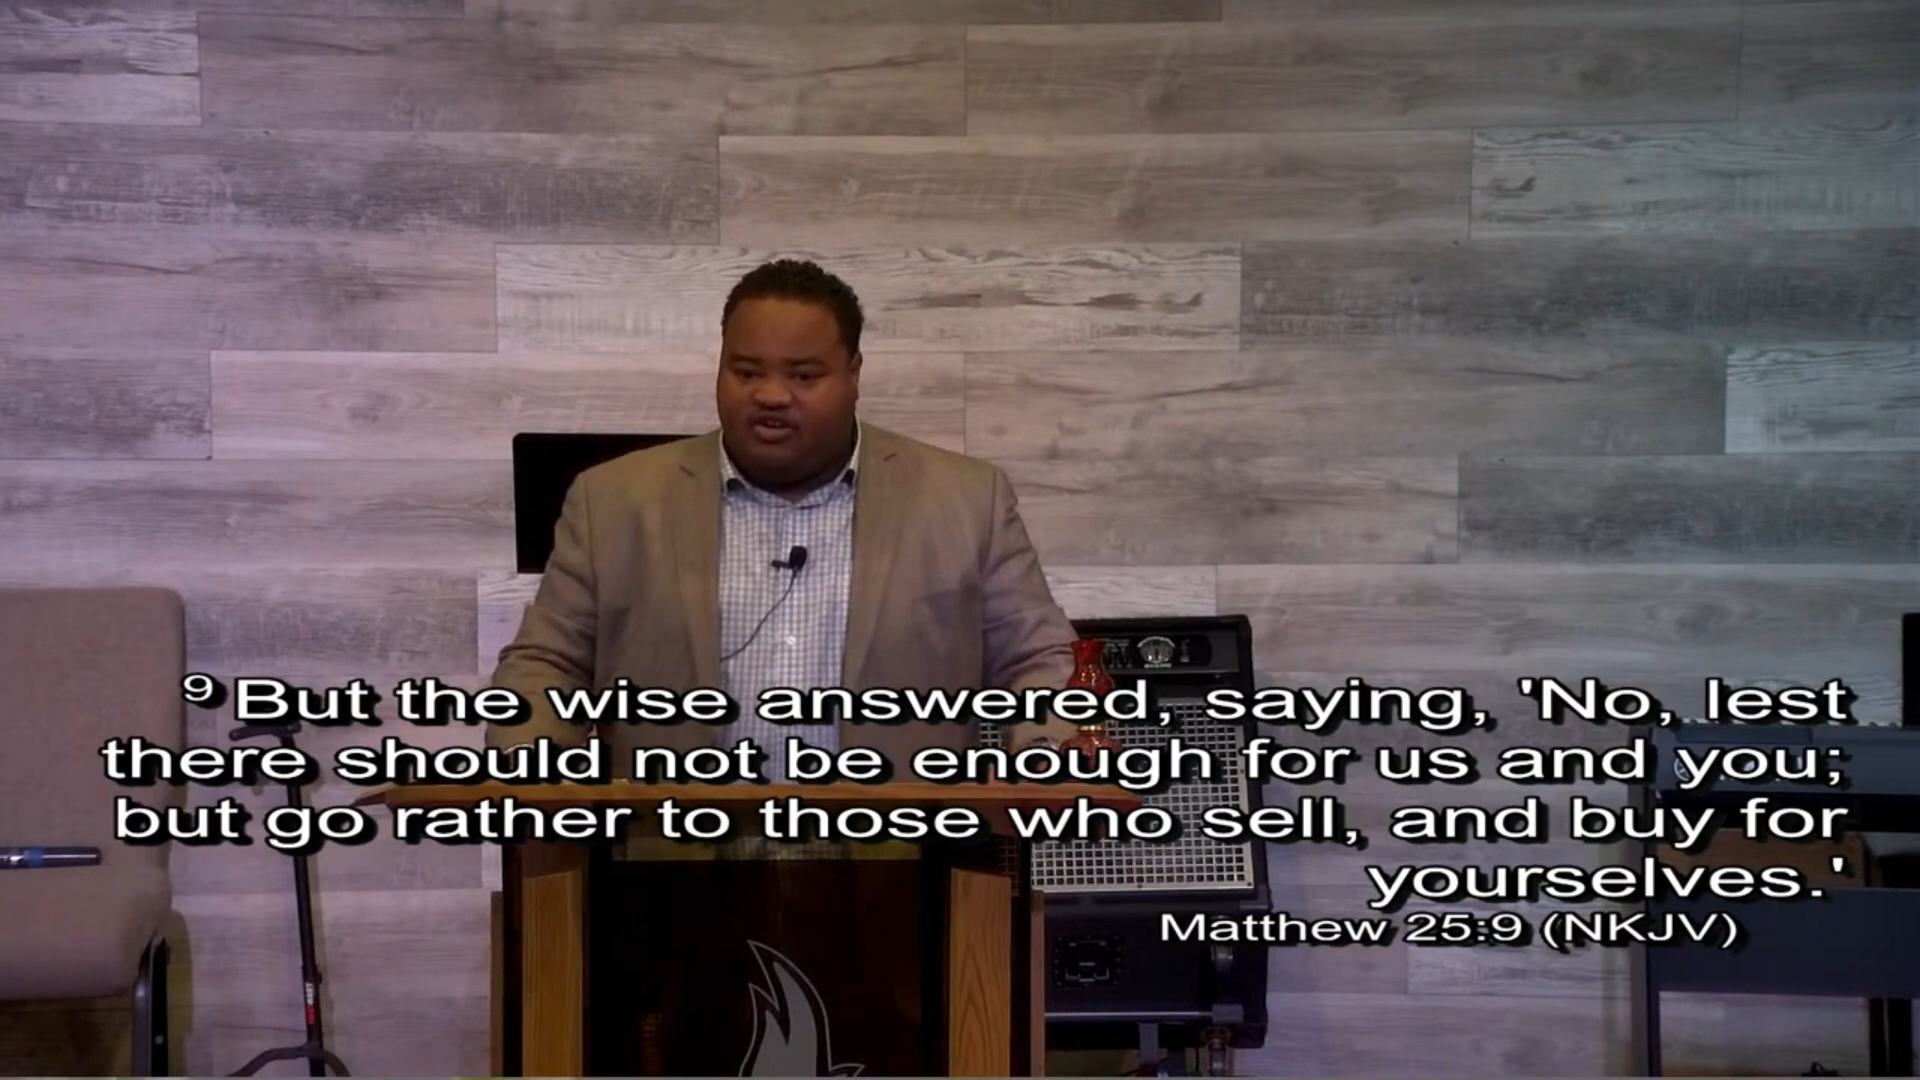 9 But the wise answered, saying, 'No, lest
there should not be enough for us and you;
but go rather to those who sell, and buy for
yourselves.'
Matthew 25:9 (NKJV)